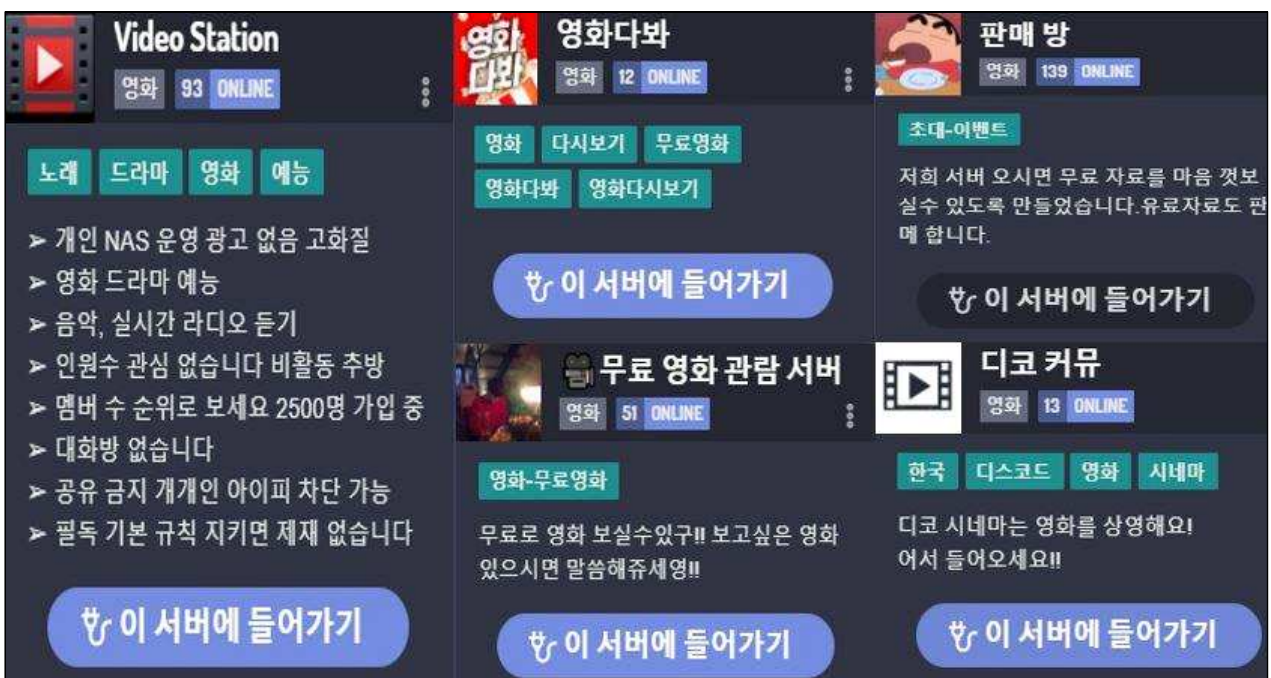 Video Station
영화 93 ONLINE
노래 드라마 영화 예능
➢ 개인 NAS 운영 광고 없음 고화질
➢ 영화 드라마 예능
➢ 음악, 실시간 라디오 듣기
➢ 인원수 관심 없습니다 비활동 추방
➢ 멤버 수 순위로 보세요 2500명 가입 중
➢ 대화방 없습니다
➢ 공유 금지 개개인 아이피 차단 가능
➢ 필독 기본 규칙 지키면 제재 없습니다
이 서버에 들어가기
영화
다봐
영화다봐
영화 12 ONLINE
영화 다시보기 무료영화
영화다봐 영화다시보기
이 서버에 들어가기
무료 영화 관람 서버
영화 51 ONLINE
영화-무료영화
무료로 영화 보실수있구!! 보고싶은 영화
있으시면 말씀해쥬세영!!
이 서버에 들어가기
판매 방
영화 139 ONLINE
초대-이벤트
저희 서버 오시면 무료 자료를 마음 껏보
실수 있도록 만들었습니다.유료자료도 판
메 합니다.
이 서버에 들어가기
디코 커뮤
영화 13 ONLINE
한국 디스코드 영화 시네마
디코 시네마는 영화를 상영해요!
어서 들어오세요!!
이 서버에 들어가기